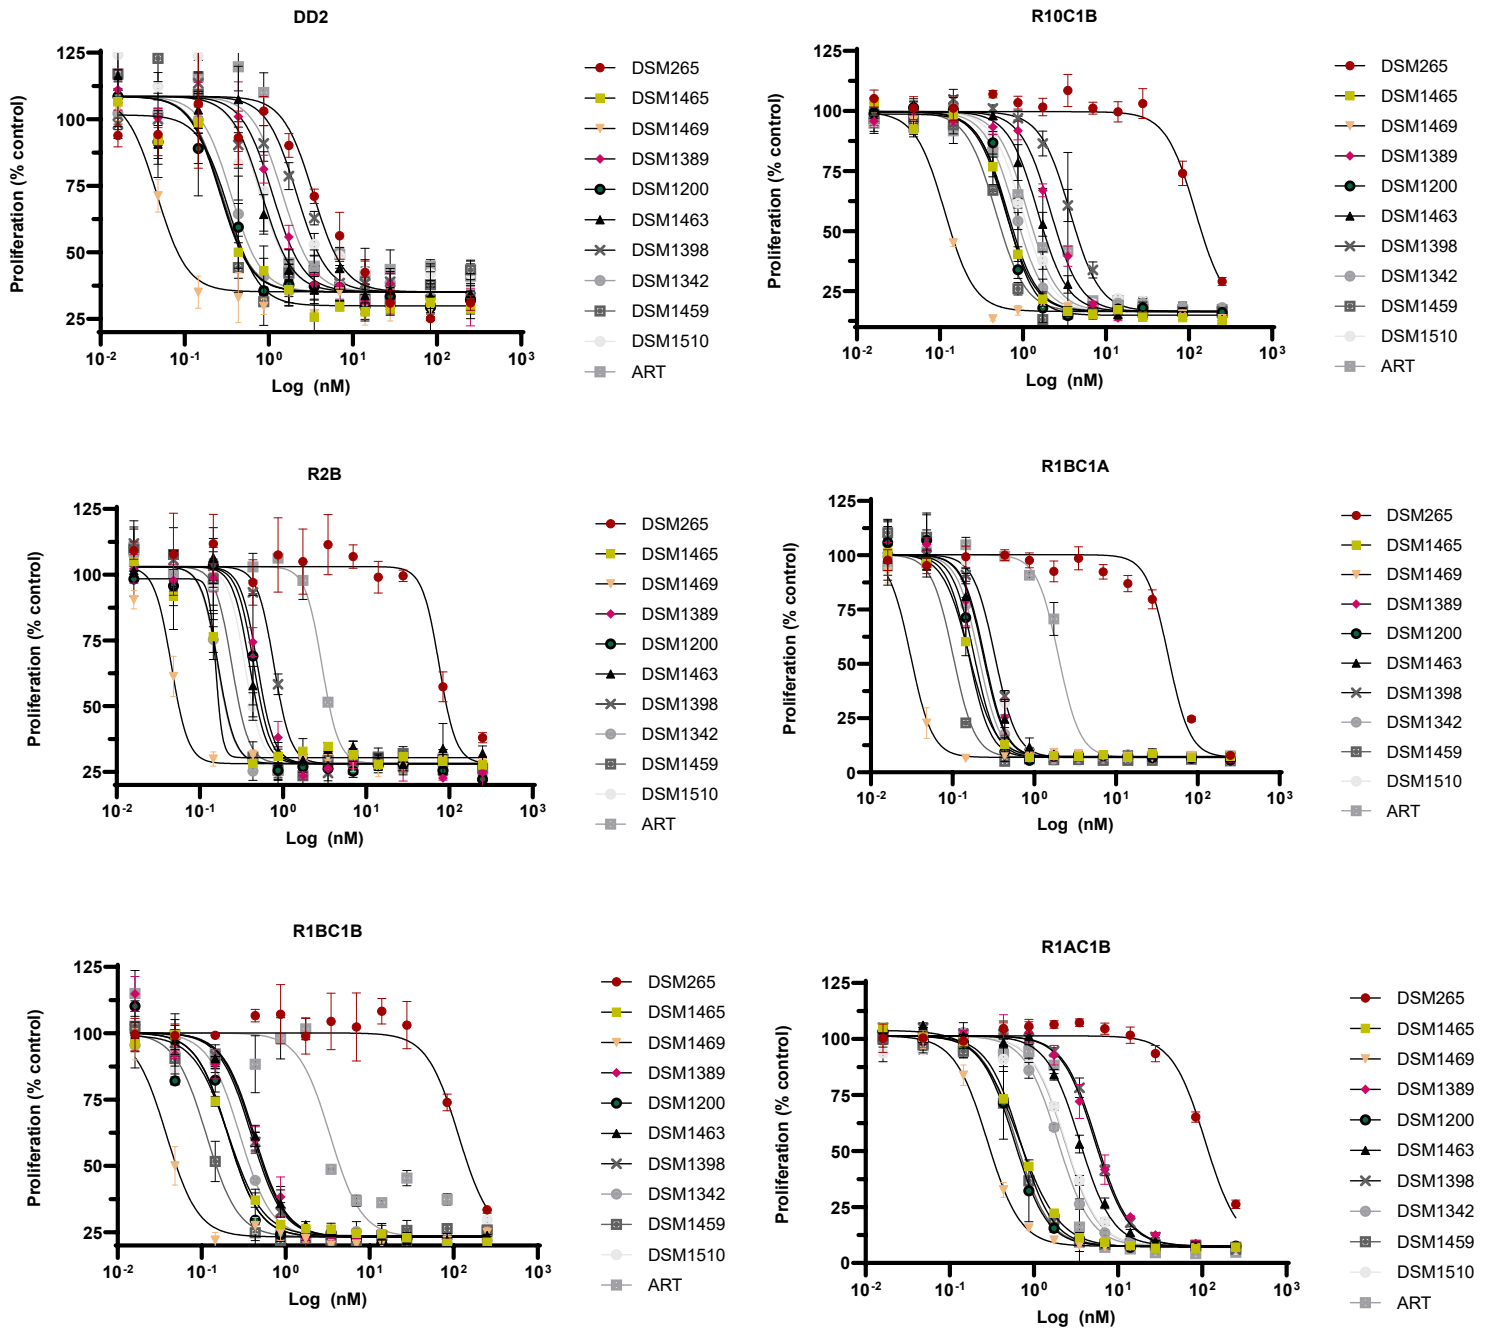 DD2
Proliferation (% control)
125
100
75
50
25
10-2
10-1
100
101
102
103
Log (nM)
DSM265
DSM1465
DSM1469
DSM1389
DSM1200
DSM1463
DSM1398
DSM1342
DSM1459
DSM1510
ART
R10C1B
Proliferation (% control)
125
100
75
50
25
10-2
10-1
100
101
102
103
Log (nM)
DSM265
DSM1465
DSM1469
DSM1389
DSM1200
DSM1463
DSM1398
DSM1342
DSM1459
DSM1510
ART
R2B
Proliferation (% control)
125
100
75
50
25
10-2
10-1
100
101
102
103
Log (nM)
DSM265
DSM1465
DSM1469
DSM1389
DSM1200
DSM1463
DSM1398
DSM1342
DSM1459
DSM1510
ART
R1BC1A
Proliferation (% control)
125
100
75
50
25
0
10-2
10-1
100
101
102
103
Log (nM)
DSM265
DSM1465
DSM1469
DSM1389
DSM1200
DSM1463
DSM1398
DSM1342
DSM1459
DSM1510
ART
R1BC1B
Proliferation (% control)
125
100
75
50
25
10-2
10-1
100
101
102
103
Log (nM)
DSM265
DSM1465
DSM1469
DSM1389
DSM1200
DSM1463
DSM1398
DSM1342
DSM1459
DSM1510
ART
R1AC1B
Proliferation (% control)
125
100
75
50
25
0
10-2
10-1
100
101
102
103
Log (nM)
DSM265
DSM1465
DSM1469
DSM1389
DSM1200
DSM1463
DSM1398
DSM1342
DSM1459
DSM1510
ART